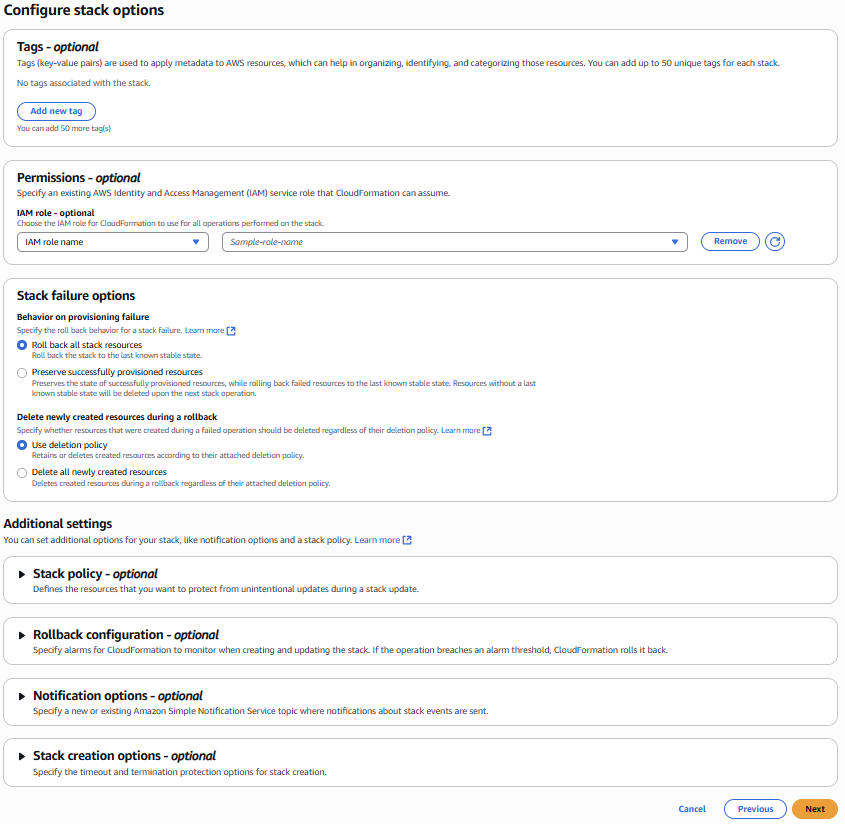 Configure stack options
Tags - optional
Tags (key-value pairs) are used to apply metadata to AWS resources, which can help in organizing, identifying, and categorizing those resources. You can add up to 50 unique tags for each stack.
No tags associated with the stack.
Add new tag
You can add 50 more tag(s)
Permissions - optional
Specify an existing AWS Identity and Access Management (IAM) service role that CloudFormation can assume.
IAM role - optional
Choose the IAM role for CloudFormation to use for all operations performed on the stack.
IAM role name
Sample-role-name
Remove
Stack failure options
Behavior on provisioning failure
Specify the roll back behavior for a stack failure. Learn more
Roll back all stack resources
Roll back the stack to the last known stable state.
Preserve successfully provisioned resources
Preserves the state of successfully provisioned resources, while rolling back failed resources to the last known stable state. Resources without a last
known stable state will be deleted upon the next stack operation.
Delete newly created resources during a rollback
Specify whether resources that were created during a failed operation should be deleted regardless of their deletion policy. Learn more
Use deletion policy
Retains or deletes created resources according to their attached deletion policy.
Delete all newly created resources
Deletes created resources during a rollback regardless of their attached deletion policy.
Additional settings
You can set additional options for your stack, like notification options and a stack policy. Learn more
Stack policy - optional
Defines the resources that you want to protect from unintentional updates during a stack update.
Rollback configuration - optional
Specify alarms for CloudFormation to monitor when creating and updating the stack. If the operation breaches an alarm threshold, CloudFormation rolls it back.
Notification options - optional
Specify a new or existing Amazon Simple Notification Service topic where notifications about stack events are sent.
Stack creation options - optional
Specify the timeout and termination protection options for stack creation.
Cancel
Previous
Next